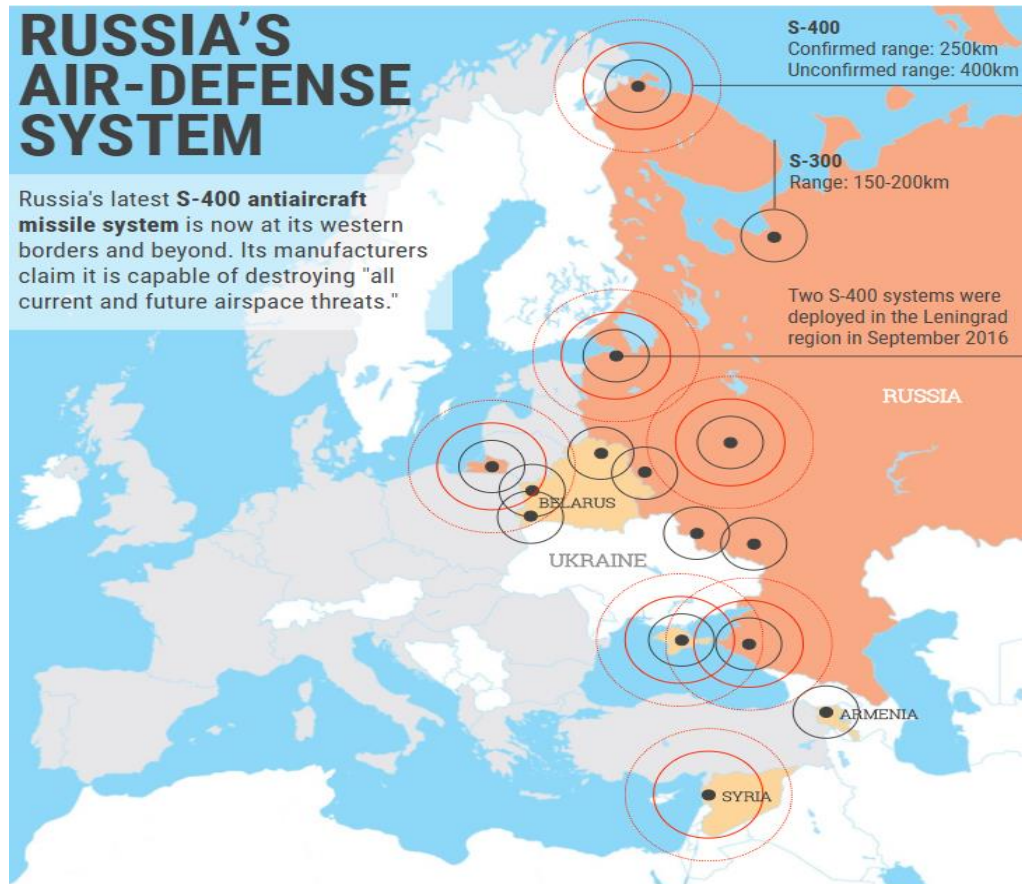 RUSSIA'S
AIR-DEFENSE
SYSTEM
Russia's latest S-400 antiaircraft
missile system is now at its western
borders and beyond. Its manufacturers
claim it is capable of destroying "all
current and future airspace threats."
S-400
Confirmed range: 250km
Unconfirmed range: 400km
S-300
Range: 150-200km
Two S-400 systems were
deployed in the Leningrad
region in September 2016
RUSSIA
BELARUS
UKRAINE
ARMENIA
SYRIA